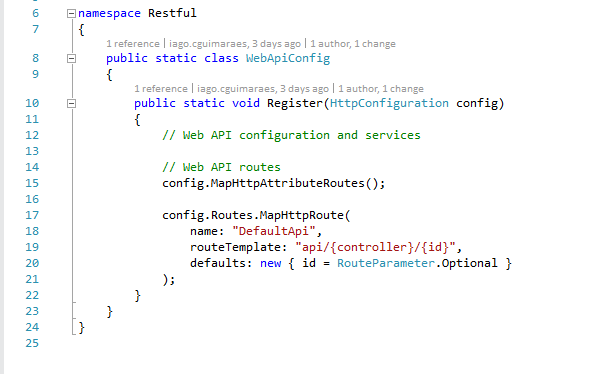 6 namespace Restful
7 {
1 reference | iago.cguimaraes, 3 days ago | 1 author, 1 change
8 public static class WebApiConfig
9 {
1 reference | iago.cguimaraes, 3 days ago | 1 author, 1 change
10 public static void Register(HttpConfiguration config)
11 {
12 // Web API configuration and services
13
14 // Web API routes
15 config.MapHttpAttributeRoutes();
16
17 config.Routes.MapHttpRoute(
18 name: "DefaultApi",
19 routeTemplate: "api/{controller}/{id}",
20 defaults: new { id = RouteParameter.Optional }
21 );
22 }
23 }
24 }
25